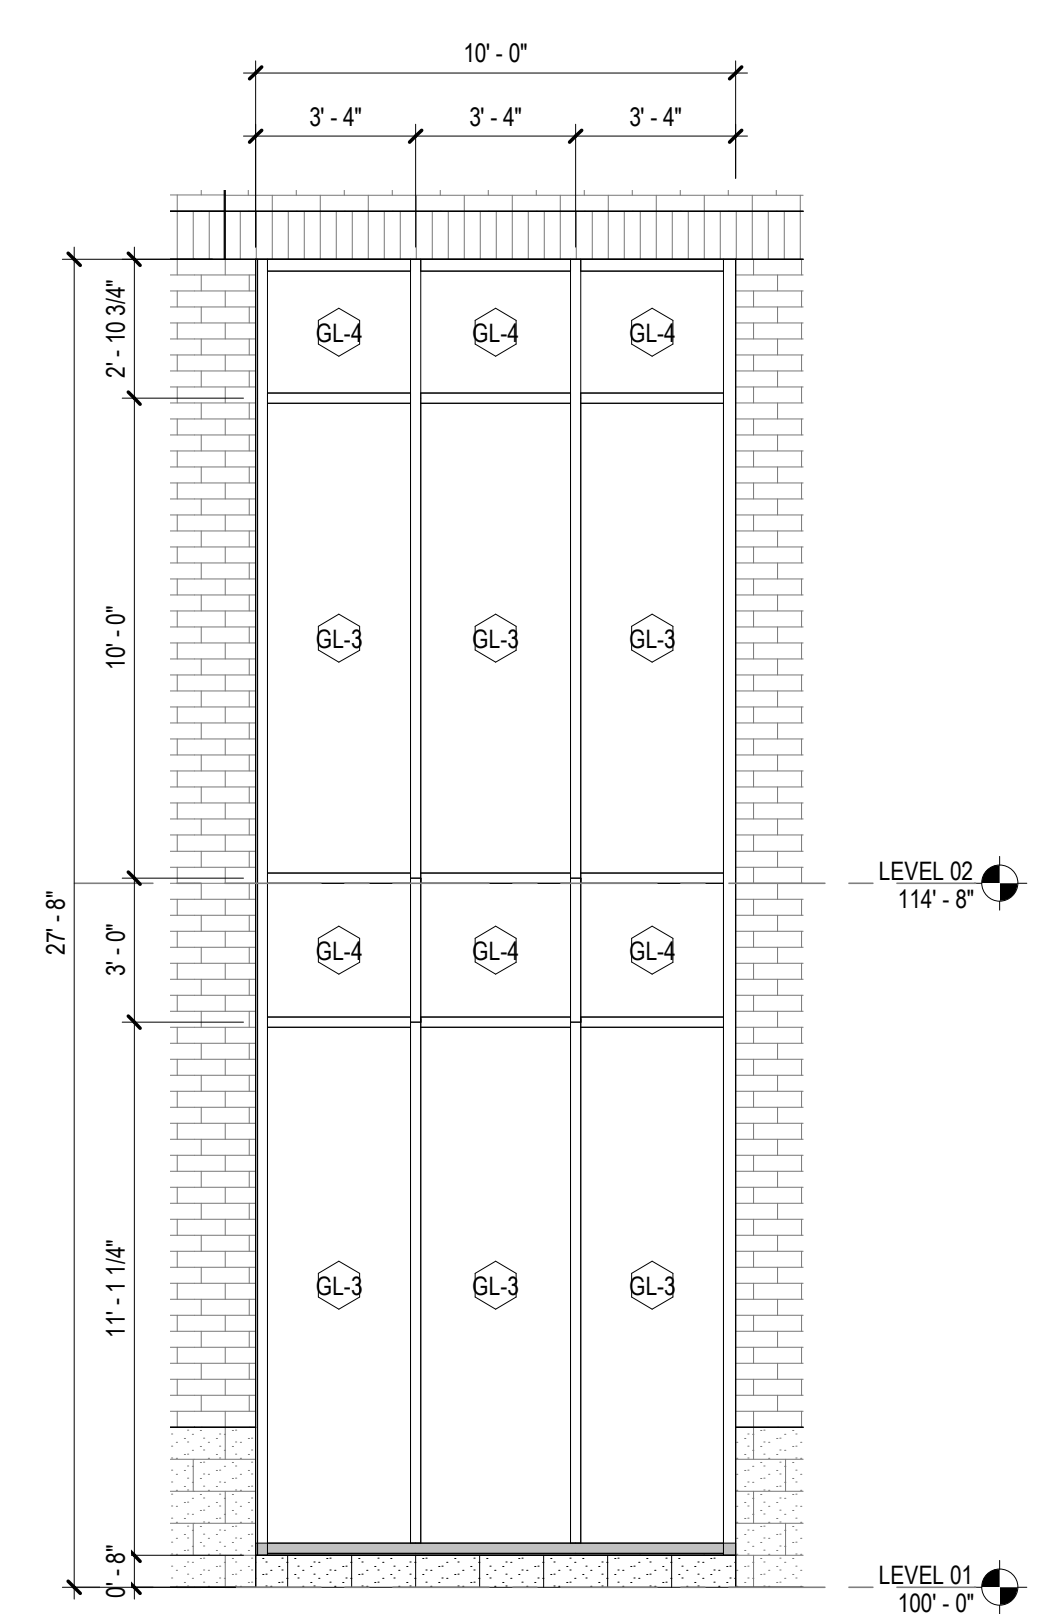 10' - 0"
3' - 4" 3' - 4" 3' - 4"
2' - 10 3/4"
GL-4 GL-4 GL-4
10' - 0"
GL-3 GL-3 GL-3
LEVEL 02
114' - 8"
27' - 8"
3' - 0"
GL-4 GL-4 GL-4
11' - 1 1/4"
GL-3 GL-3 GL-3
0' - 8"
LEVEL 01
100' - 0"